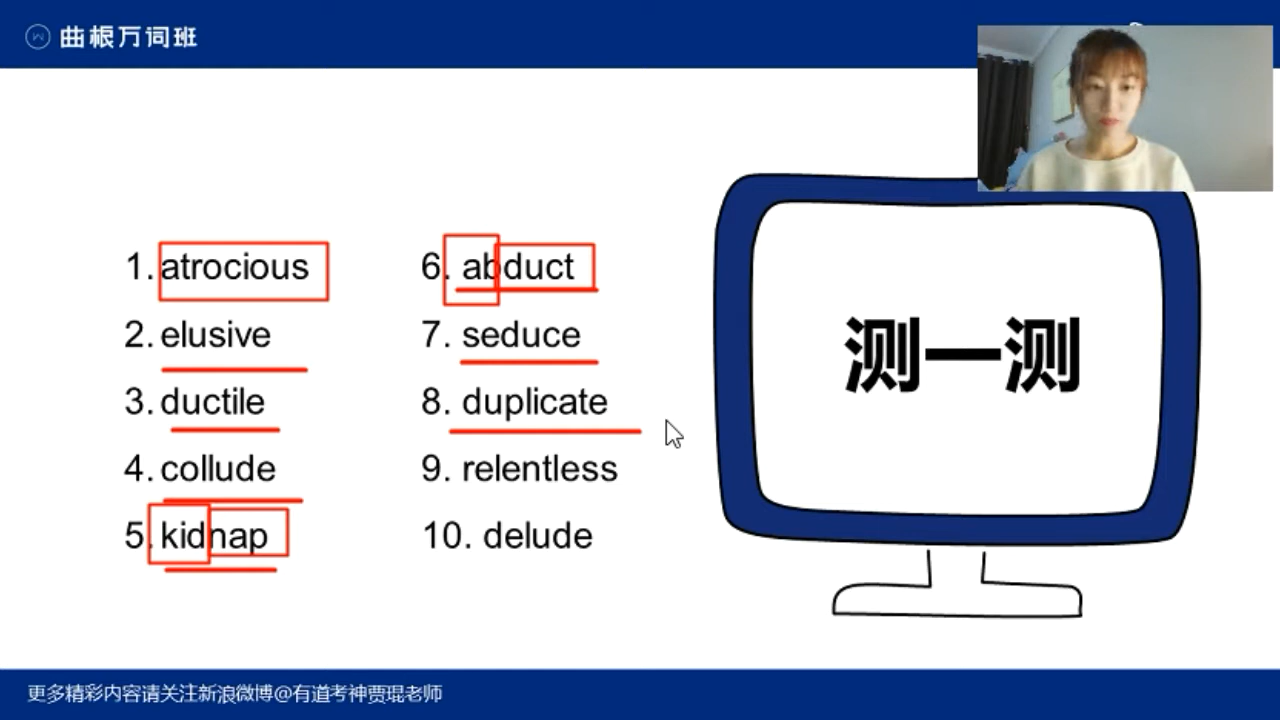 曲根万词班
1. atrocious
2. elusive
3. ductile
4. collude
5. kidnap
6. abduct
7. seduce
8. duplicate
9. relentless
10. delude
测一测
更多精彩内容请关注新浪微博@有道考神贾琨老师